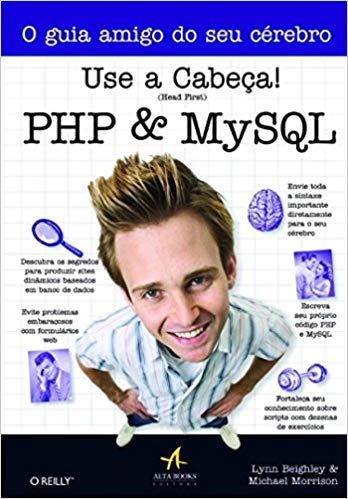 O guia amigo do seu cérebro
Use a Cabeça!
(Head First)
PHP & MySQL
Envie toda
a sintaxe
importante
diretamente
para o seu
cérebro
Descubra os segredos
para produzir sites
dinâmicos baseados
em banco de dados
Evite problemas
embaraçosos
com formulários
web
Escreva
seu próprio
código PHP
e MySQL
Fortaleça seu
conhecimento sobre
scripts com dezenas
de exercícios
O REILLY®
ALTA BOOKS
EDITORA
Lynn Beighley &
Michael Morrison